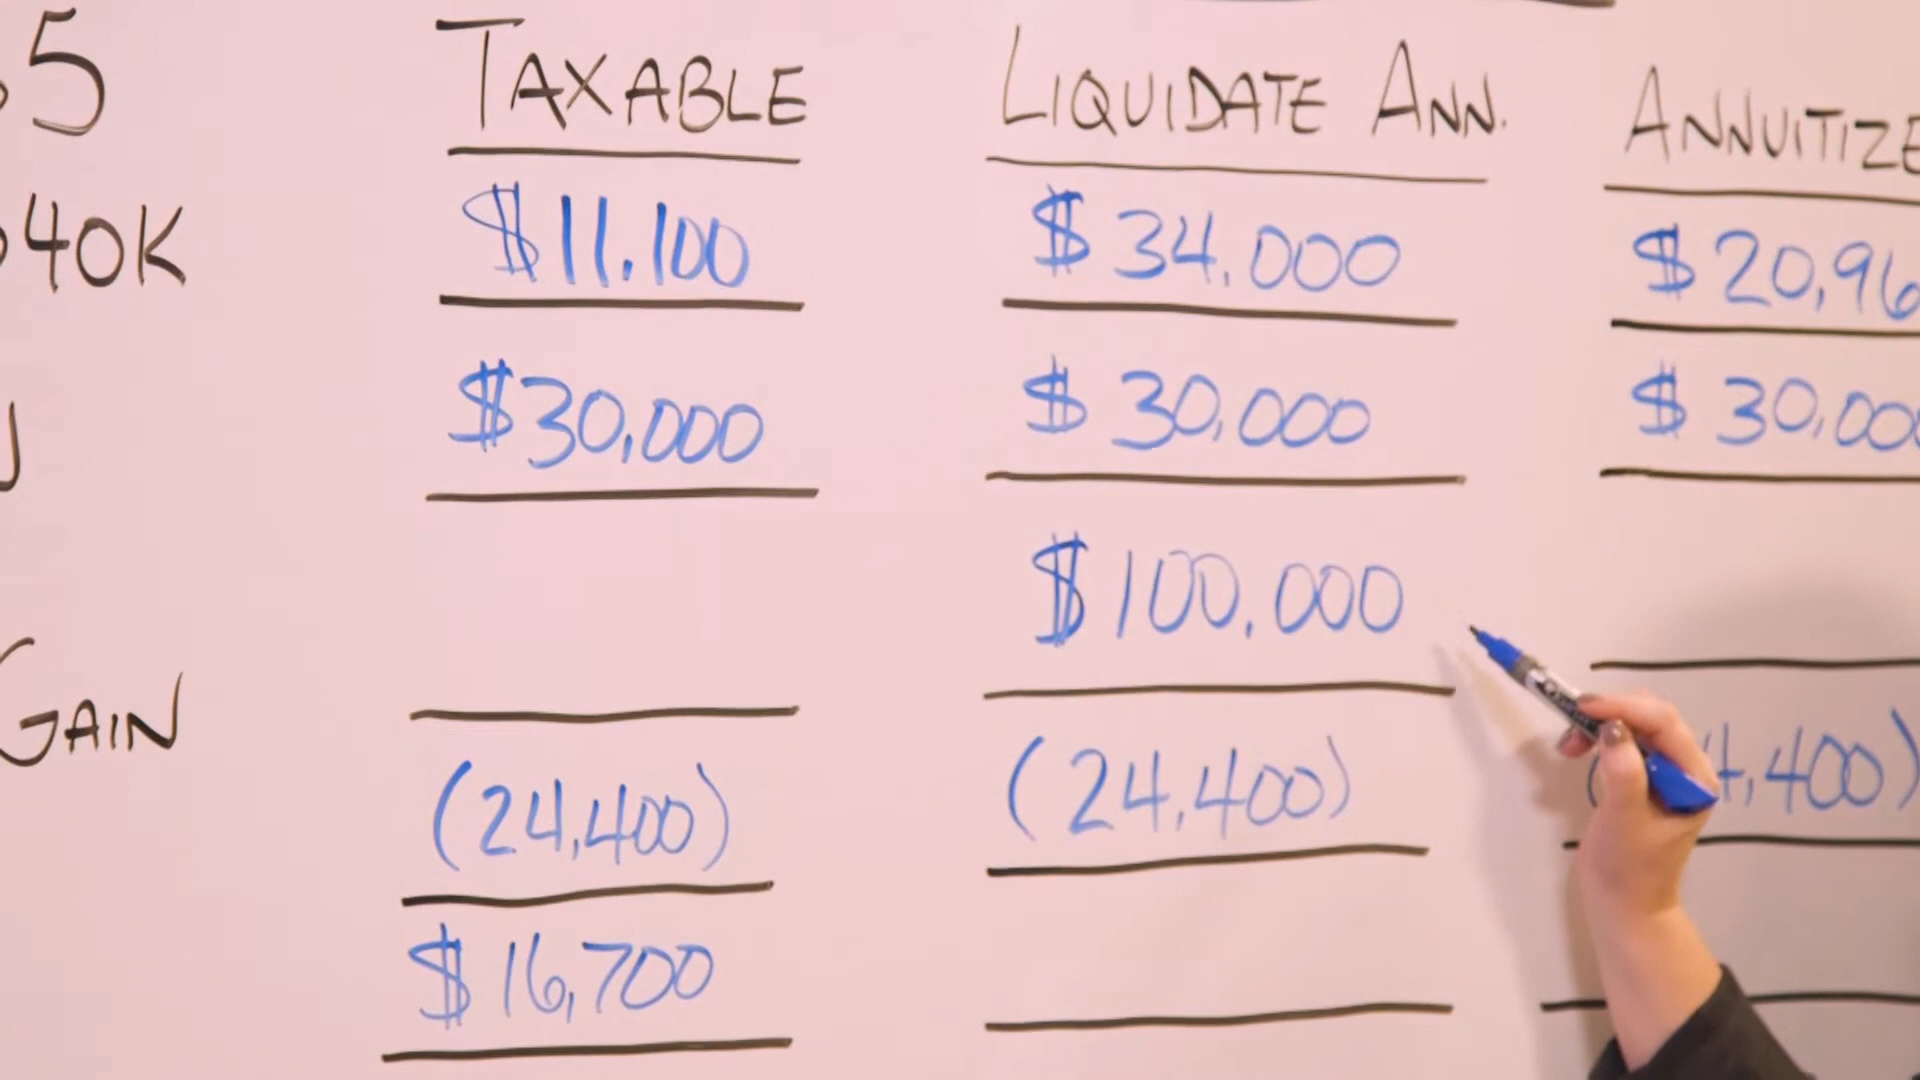 5 TAXABLE LIQUIDATE ANN. ANNUITIZE
40K $11,100 $34,000 $20,96
$30,000 $30,000 $30,00
$100,000
GAIN
(24,400) (24,400) 4,400)
$16,700